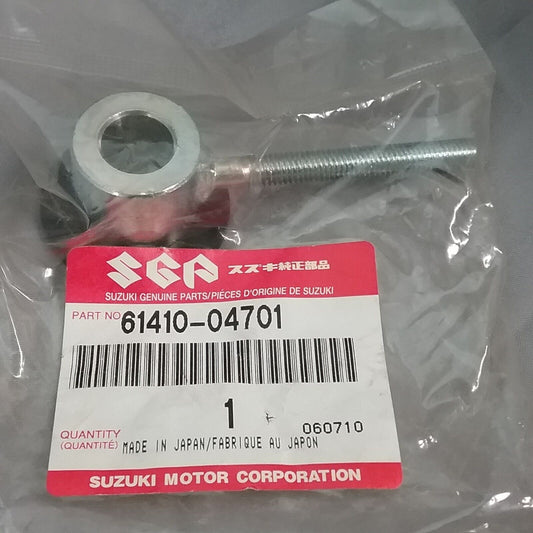 SGP スズキ純正部品
SUZUKI GENUINE PARTS/PIÈCES D'ORIGINE DE SUZUKI
PART NO. 61410-04701
1
060710
QUANTITY
(QUANTITÉ)
MADE IN JAPAN/FABRIQUE AU JAPON
SUZUKI MOTOR CORPORATION